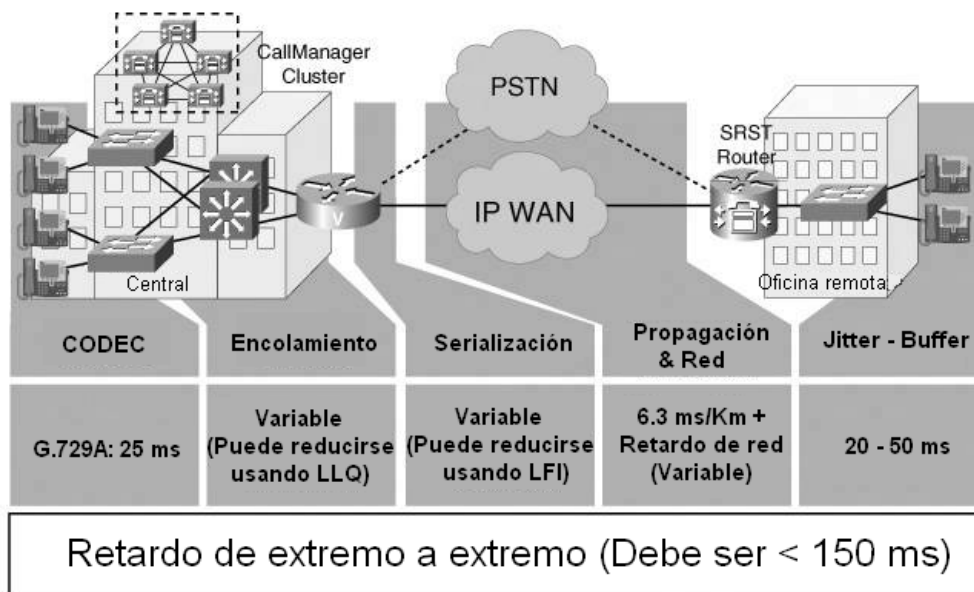 CallManager
Cluster
PSTN
SRST
Router
IP WAN
V
Central
Oficina remota
CODEC
Encolamiento
Serialización
Propagación
& Red
Jitter - Buffer
G.729A: 25 ms
Variable
(Puede reducirse
usando LLQ)
Variable
(Puede reducirse
usando LFI)
6.3 ms/Km +
Retardo de red
(Variable)
20 - 50 ms
Retardo de extremo a extremo (Debe ser < 150 ms)